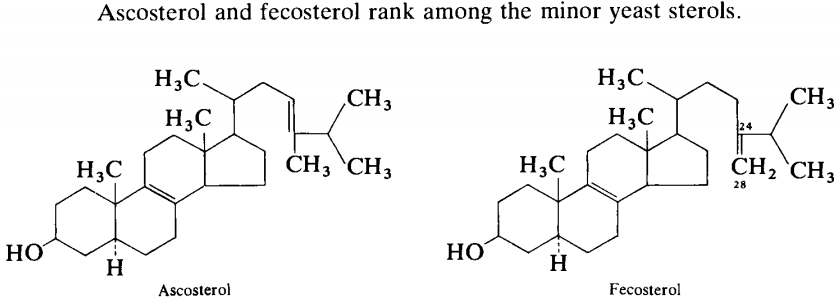 Ascosterol and fecosterol rank among the minor yeast sterols.
H₃C
H₃C
CH₃
H₃C
CH₃
CH₃
HO
H
H₃C
H₃C
CH₃
24
H₃C
CH₂
28
CH₃
HO
H
Ascosterol
Fecosterol